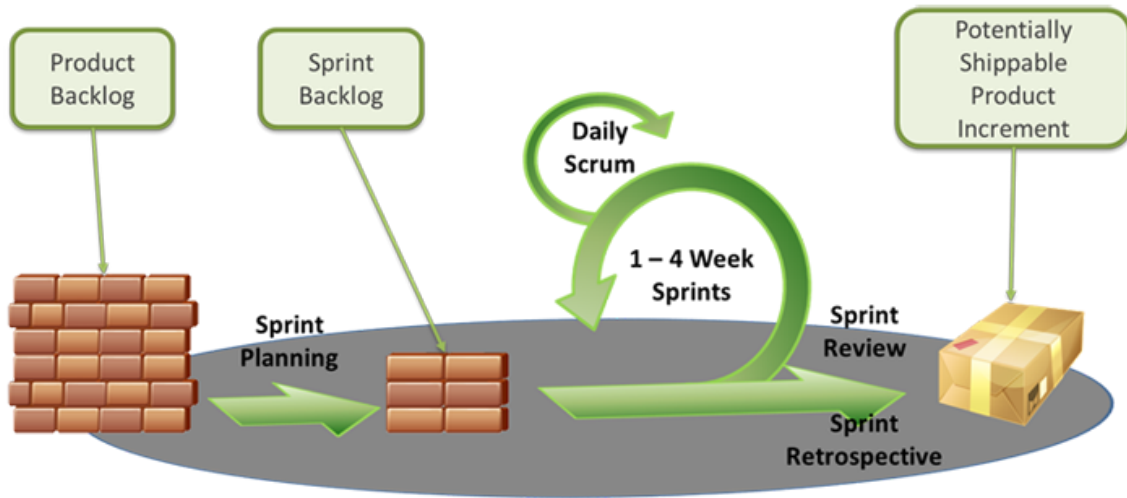 Product
Backlog
Sprint
Backlog
Potentially
Shippable
Product
Increment
Daily
Scrum
1 – 4 Week
Sprints
Sprint
Planning
Sprint
Review
Sprint
Retrospective